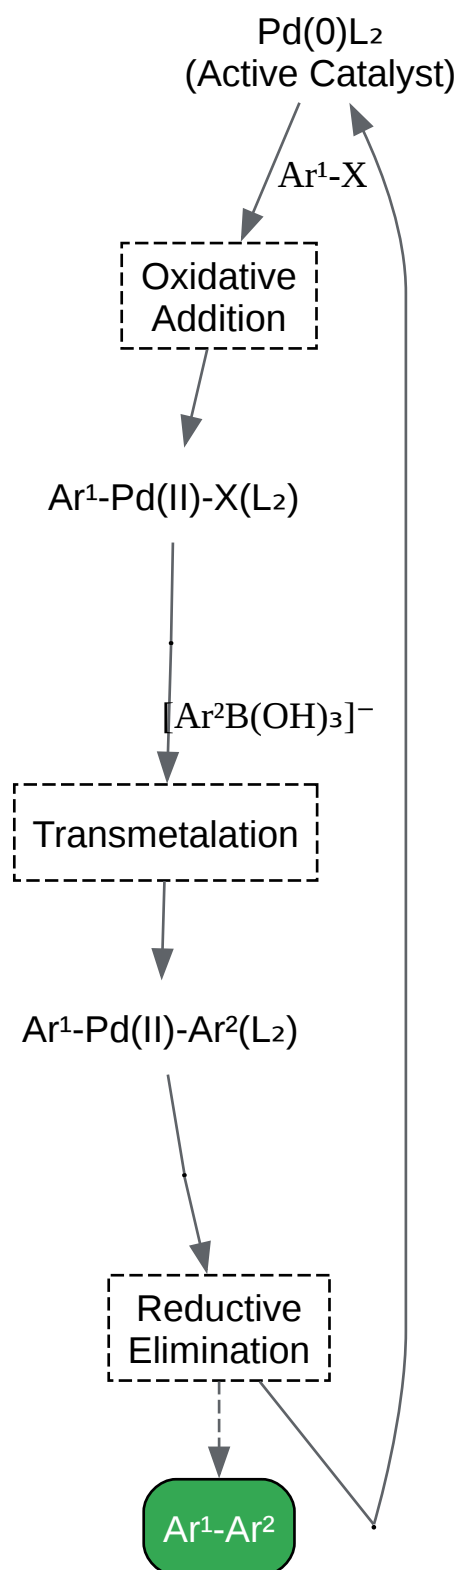 Pd(0)L₂
(Active Catalyst)
Ar¹-X
Oxidative
Addition
Ar¹-Pd(II)-X(L₂)
[Ar²B(OH)₃]⁻
Transmetalation
Ar¹-Pd(II)-Ar²(L₂)
Reductive
Elimination
Ar¹-Ar²